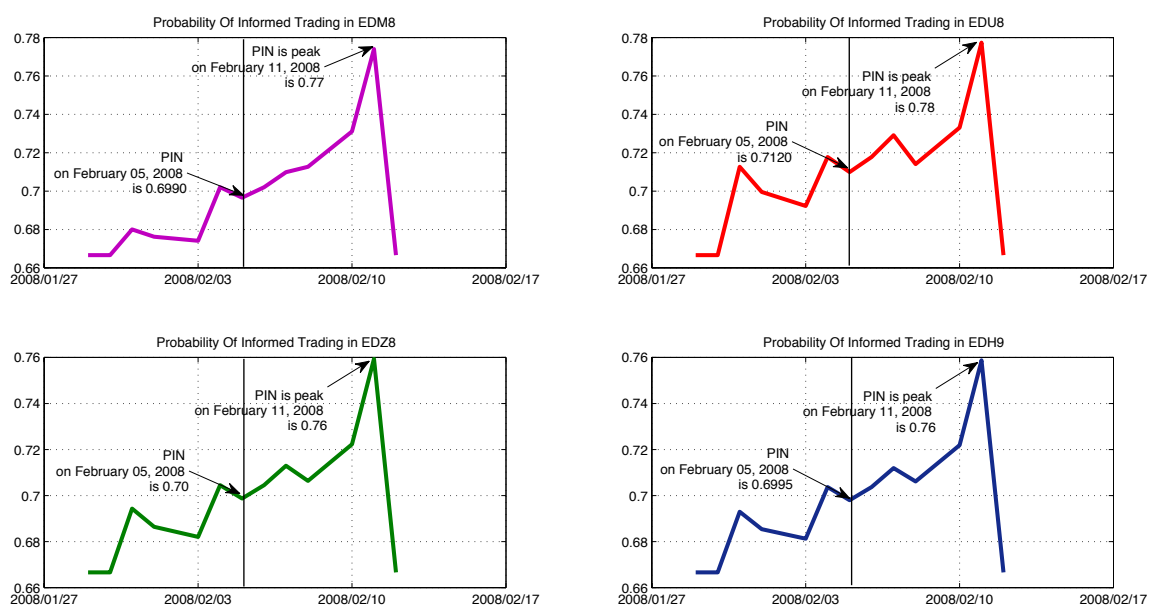 Probability Of Informed Trading in EDM8
0.78
0.76
0.74
0.72
0.7
0.68
0.66
PIN is peak
on February 11, 2008
is 0.77
PIN
on February 05, 2008
is 0.6990
2008/01/27
2008/02/03
2008/02/10
2008/02/17
Probability Of Informed Trading in EDU8
0.78
0.76
0.74
0.72
0.7
0.68
0.66
PIN is peak
on February 11, 2008
is 0.78
PIN
on February 05, 2008
is 0.7120
2008/01/27
2008/02/03
2008/02/10
2008/02/17
Probability Of Informed Trading in EDZ8
0.76
0.74
0.72
0.7
0.68
0.66
PIN is peak
on February 11, 2008
is 0.76
PIN
on February 05, 2008
is 0.70
2008/01/27
2008/02/03
2008/02/10
2008/02/17
Probability Of Informed Trading in EDH9
0.76
0.74
0.72
0.7
0.68
0.66
PIN is peak
on February 11, 2008
is 0.76
PIN
on February 05, 2008
is 0.6995
2008/01/27
2008/02/03
2008/02/10
2008/02/17